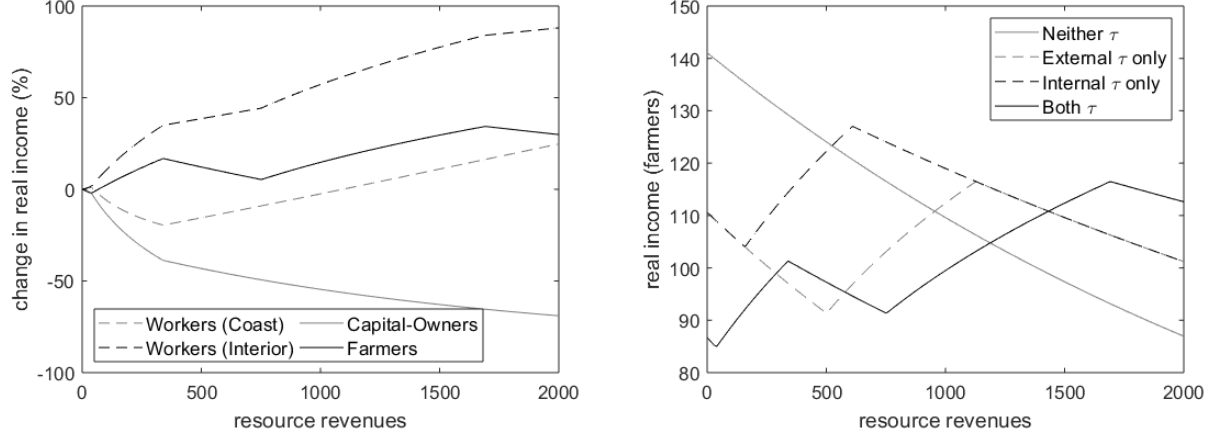 change in real income (%)
100
50
0
-50
-100
Workers (Coast)
Workers (Interior)
Capital-Owners
Farmers
0
500
1000
1500
2000
resource revenues
real income (farmers)
150
140
130
120
110
100
90
80
Neither τ
External τ only
Internal τ only
Both τ
0
500
1000
1500
2000
resource revenues